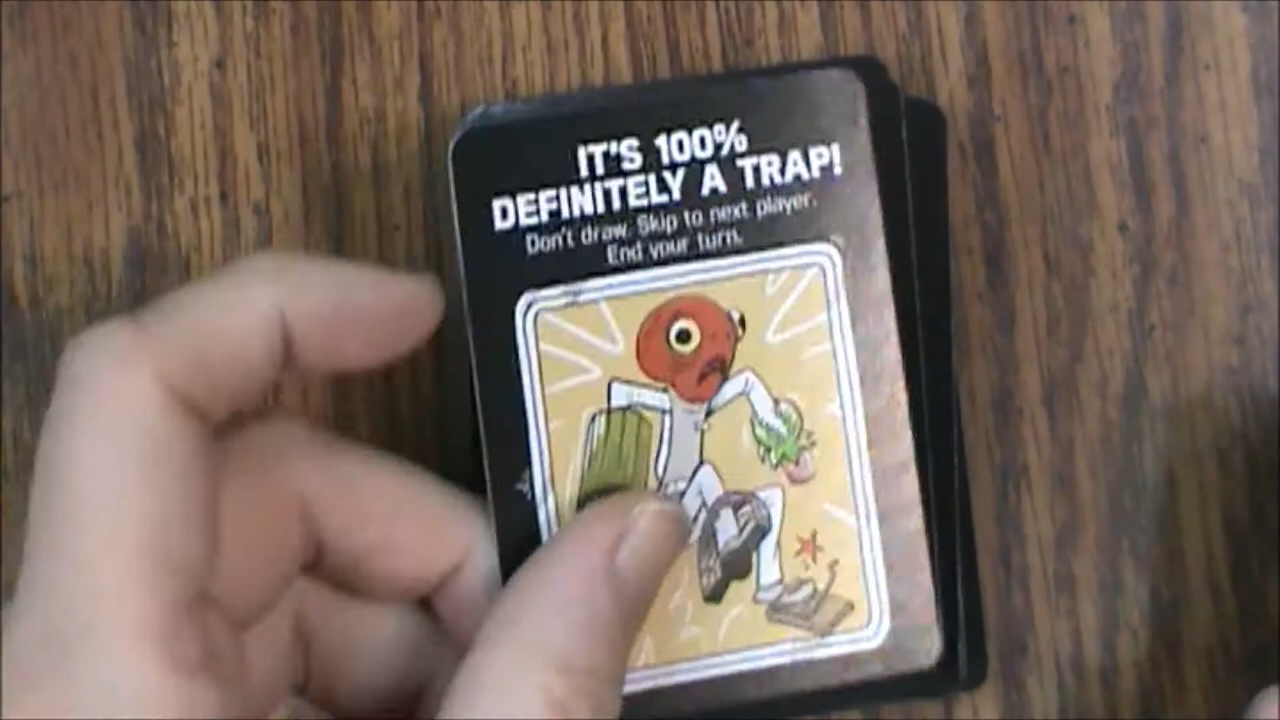 IT'S 100%
DEFINITELY A TRAP!
Don't draw. Skip to next player.
End your turn.